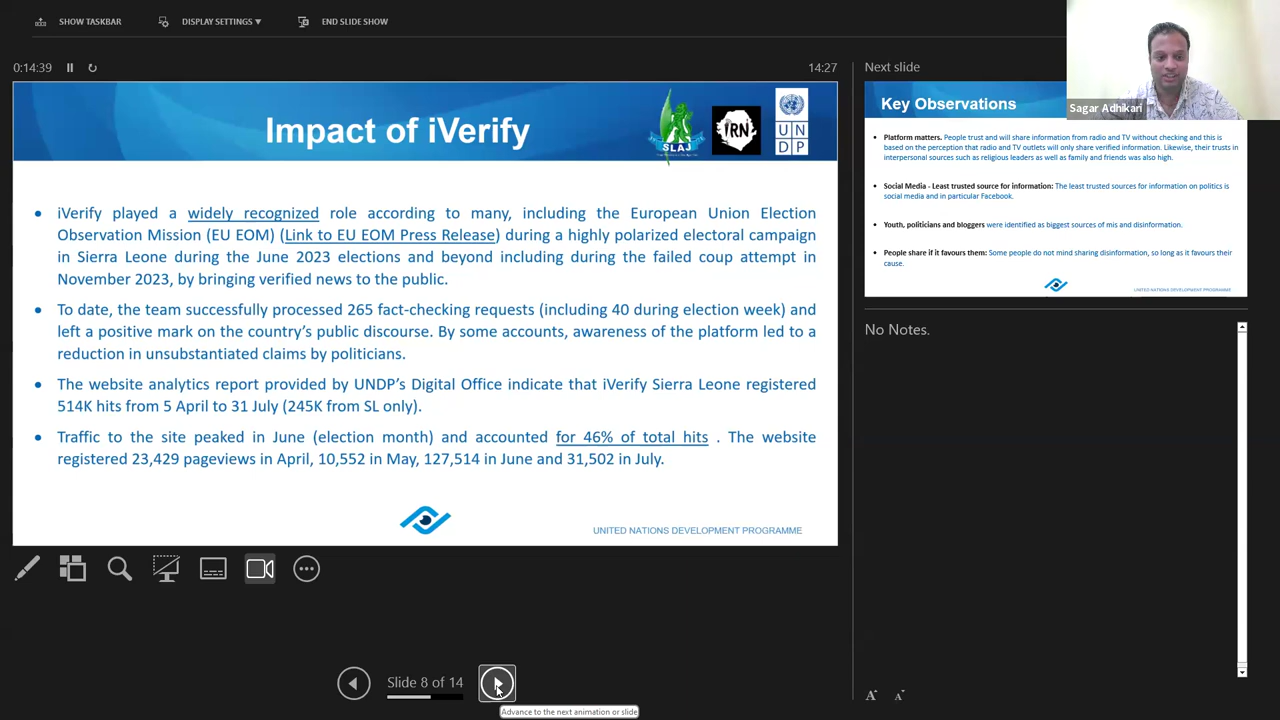 SHOW TASKBAR
DISPLAY SETTINGS
END SLIDE SHOW
0:14:39
14:27
Next slide
Sagar Adhikari
Impact of iVerify
SLAJ
IRN
UN
DP
• iVerify played a widely recognized role according to many, including the European Union Election
Observation Mission (EU EOM) (Link to EU EOM Press Release) during a highly polarized electoral campaign
in Sierra Leone during the June 2023 elections and beyond including during the failed coup attempt in
November 2023, by bringing verified news to the public.
• To date, the team successfully processed 265 fact-checking requests (including 40 during election week) and
left a positive mark on the country's public discourse. By some accounts, awareness of the platform led to a
reduction in unsubstantiated claims by politicians.
• The website analytics report provided by UNDP's Digital Office indicate that iVerify Sierra Leone registered
514K hits from 5 April to 31 July (245K from SL only).
• Traffic to the site peaked in June (election month) and accounted for 46% of total hits . The website
registered 23,429 pageviews in April, 10,552 in May, 127,514 in June and 31,502 in July.
UNITED NATIONS DEVELOPMENT PROGRAMME
Key Observations
• Platform matters. People trust and will share information from radio and TV without checking and this is
based on the perception that radio and TV outlets will only share verified information. Likewise, their trusts in
interpersonal sources such as religious leaders as well as family and friends was also high.
• Social Media - Least trusted source for information: The least trusted sources for information on politics is
social media and in particular Facebook.
• Youth, politicians and bloggers were identified as biggest sources of mis and disinformation.
• People share if it favours them: Some people do not mind sharing disinformation, so long as it favours their
cause.
UNITED NATIONS DEVELOPMENT PROGRAMME
No Notes.
Slide 8 of 14
Advance to the next animation or slide
A A